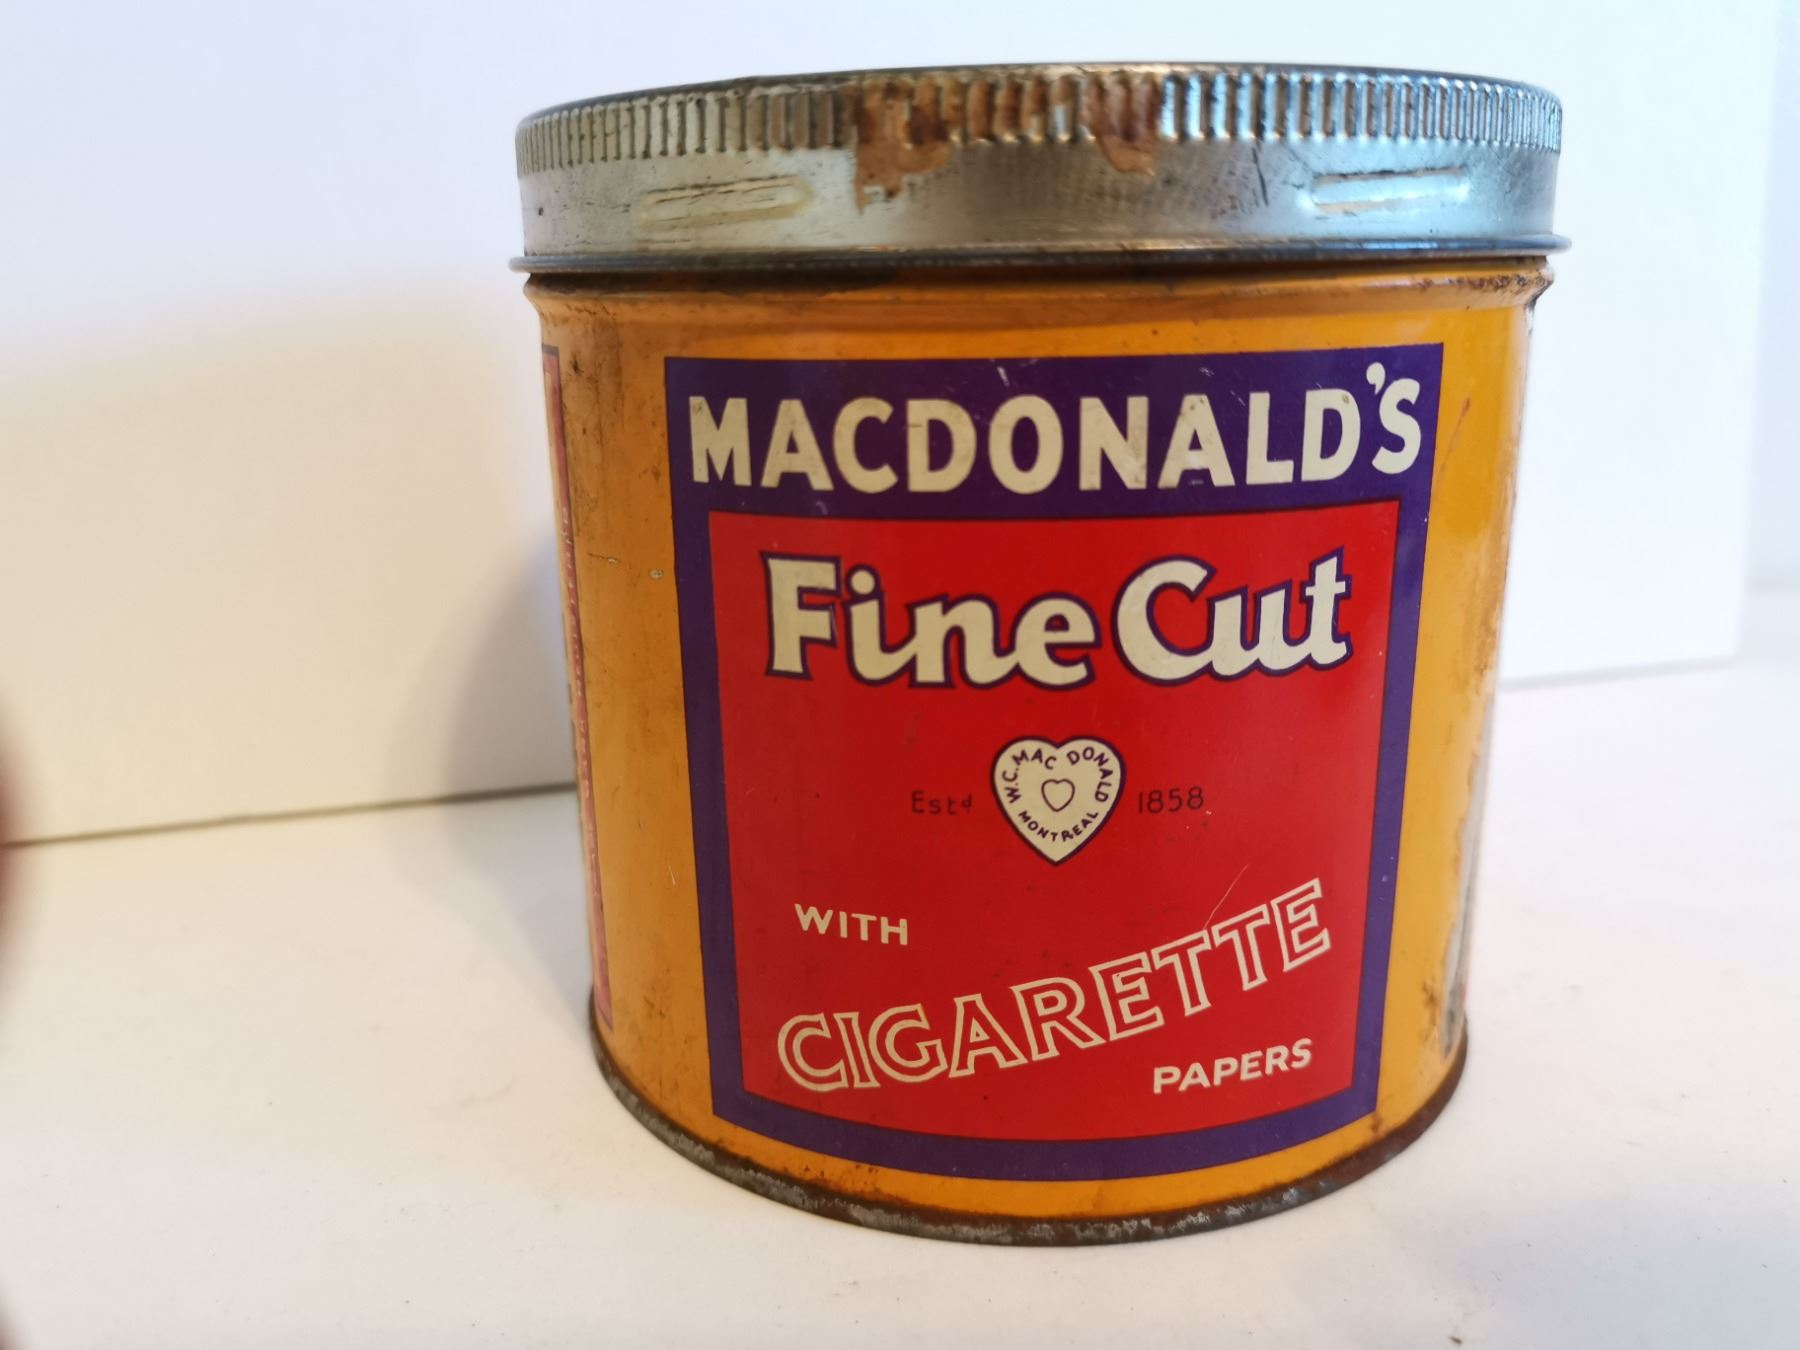 MACDONALD'S
Fine Cut
W.C. MAC DONALD
MONTREAL
Estd 1858
WITH
CIGARETTE
PAPERS